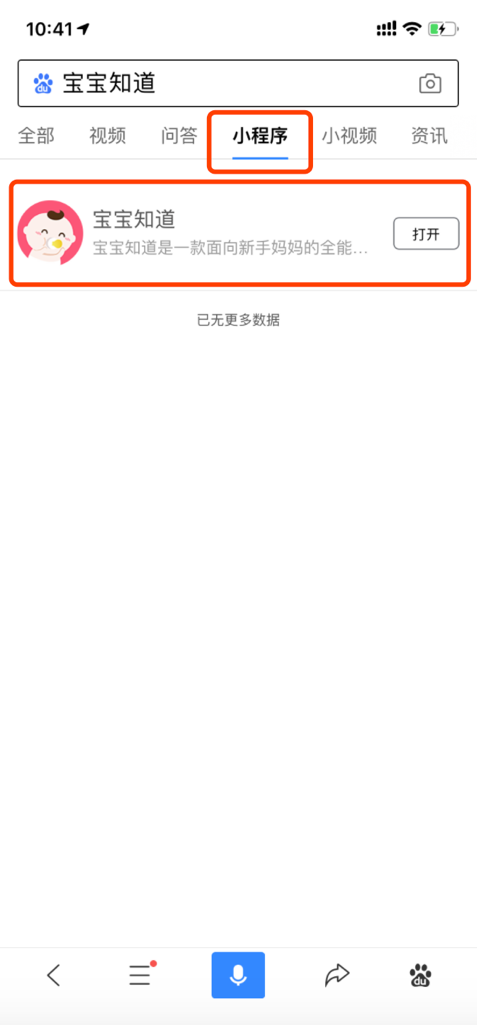 10:41
宝宝知道
全部 视频 问答 小程序 小视频 资讯
宝宝知道
宝宝知道是一款面向新手妈妈的全能...
打开
已无更多数据
du